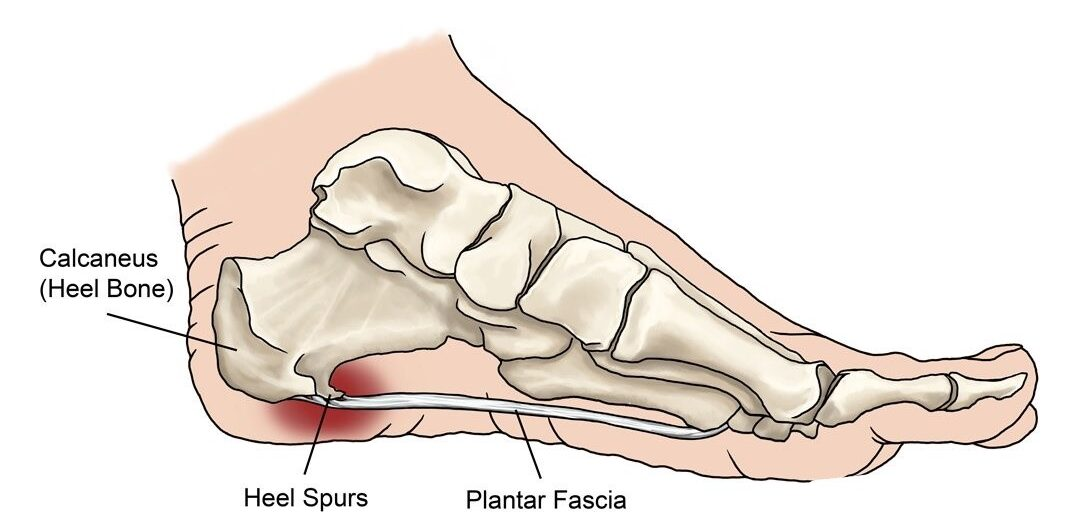 Calcaneus
(Heel Bone)
Heel Spurs
Plantar Fascia